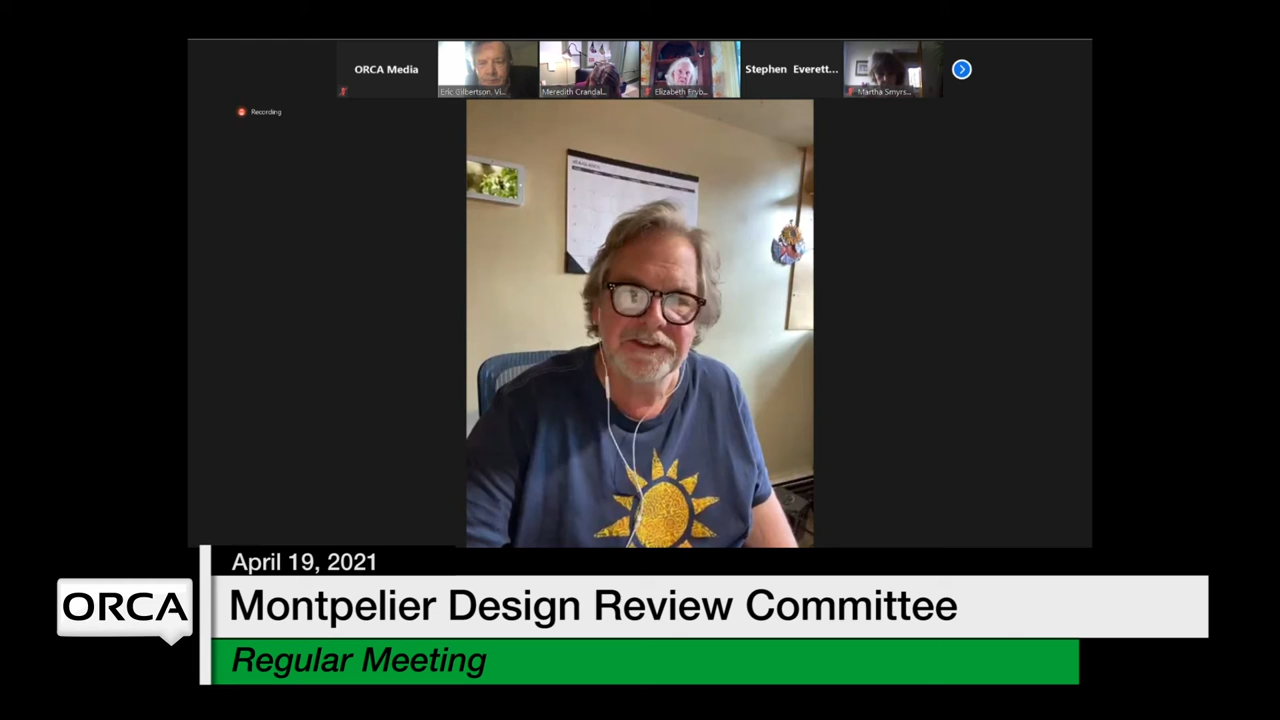 ORCA Media
Eric Gilbertson, Vi...
Meredith Crandal...
Elizabeth Fryb...
Stephen Everett...
Martha Smyrs...
Recording
April 19, 2021
ORCA
Montpelier Design Review Committee
Regular Meeting